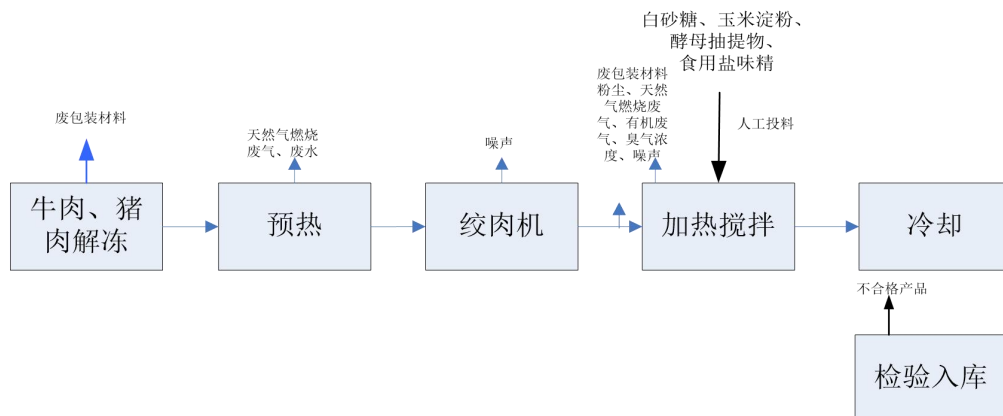 白砂糖、玉米淀粉、
酵母抽提物、
食用盐味精
废包装材料
粉尘、天然
气燃烧废
气、有机废
气、臭气浓
度、噪声
人工投料
废包装材料
天然气燃烧
废气、废水
噪声
牛肉、猪
肉解冻
预热
绞肉机
加热搅拌
冷却
不合格产品
检验入库